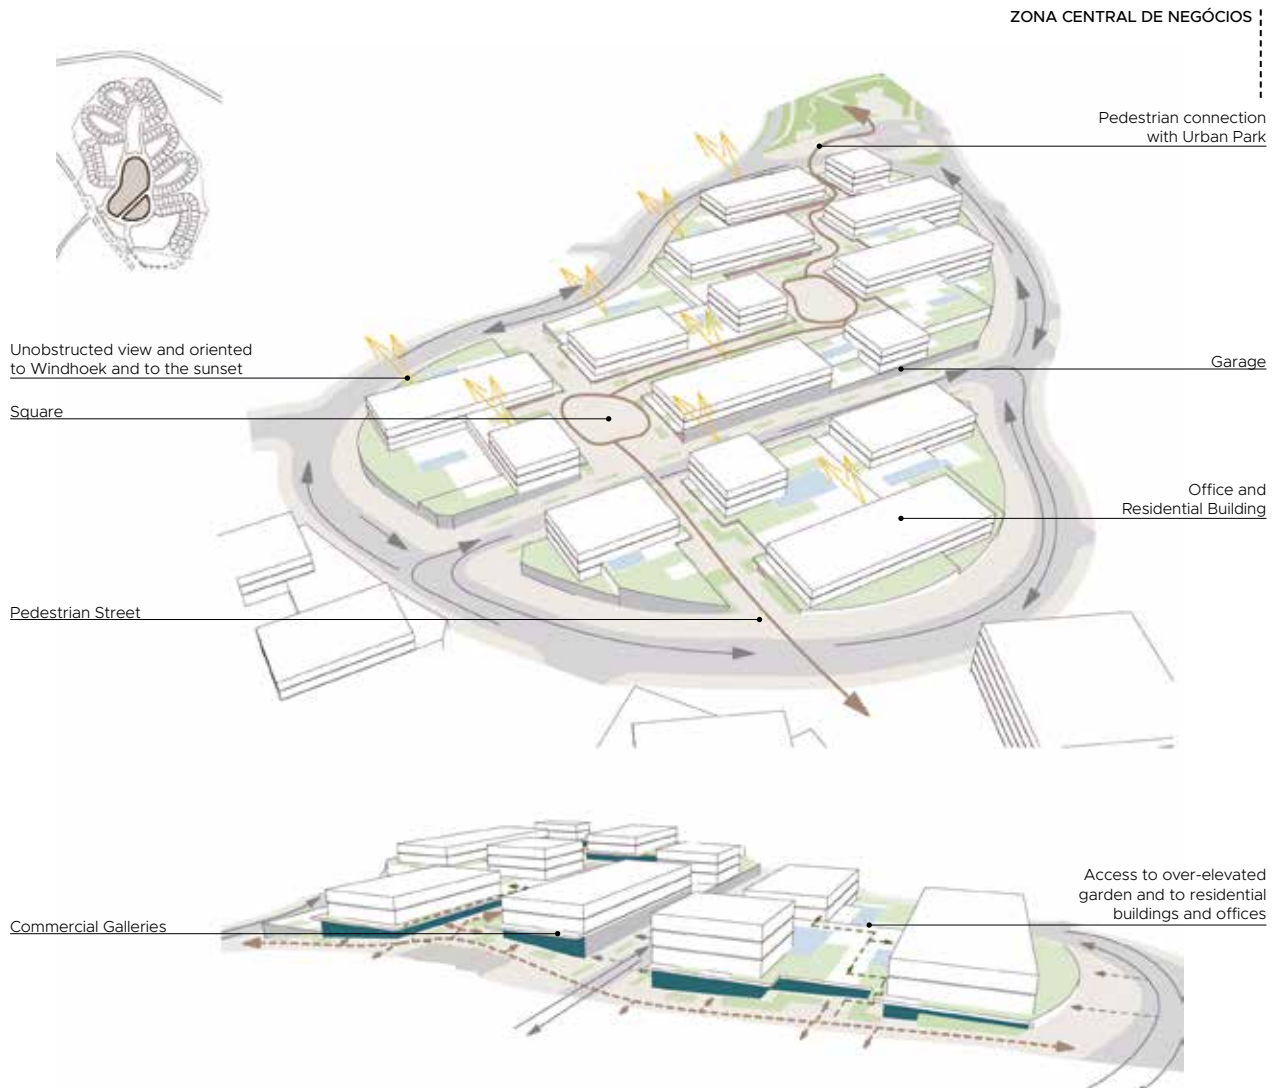 ZONA CENTRAL DE NEGÓCIOS
Pedestrian connection
with Urban Park
Unobstructed view and oriented
to Windhoek and to the sunset
Garage
Square
Office and
Residential Building
Pedestrian Street
Access to over-elevated
garden and to residential
buildings and offices
Commercial Galleries